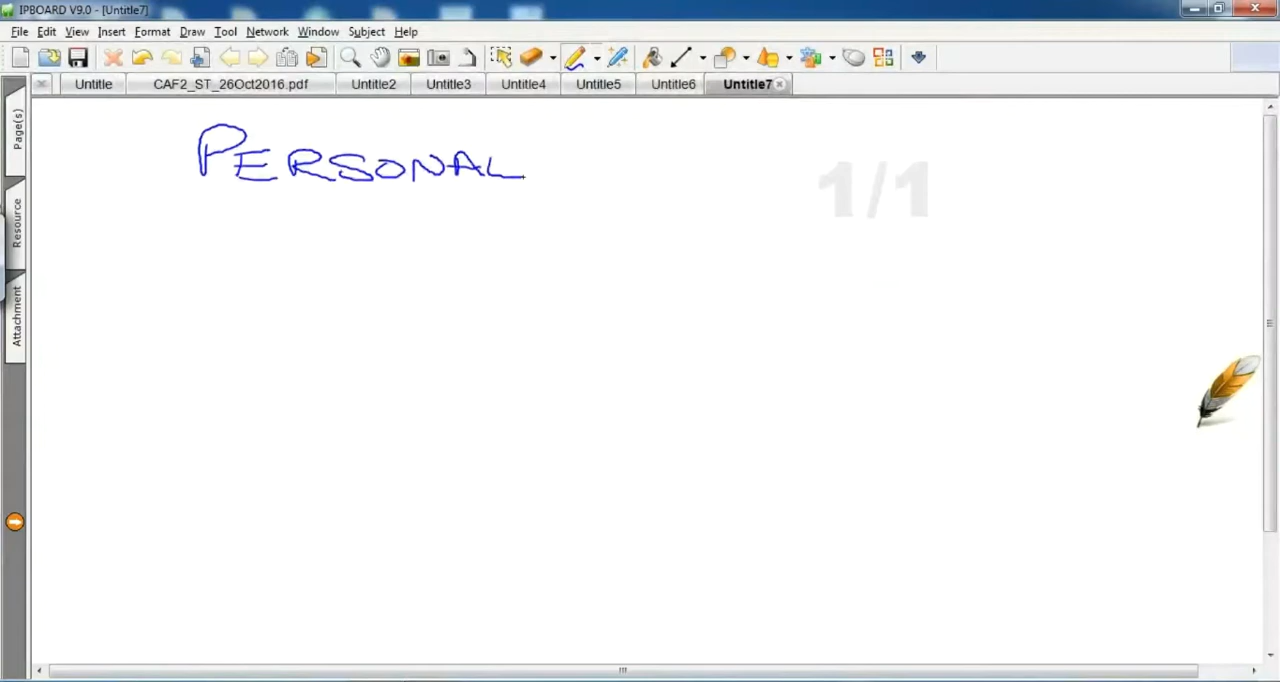 IPBOARD V9.0 - [Untitle7]
File Edit View Insert Format Draw Tool Network Window Subject Help
Untitle CAF2_ST_26Oct2016.pdf Untitle2 Untitle3 Untitle4 Untitle5 Untitle6 Untitle7
Page(s)
Resource
Attachment
PERSONAL
1/1